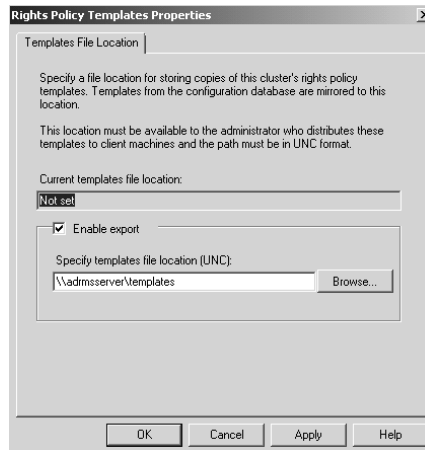 Rights Policy Templates Properties
Templates File Location
Specify a file location for storing copies of this cluster's rights policy
templates. Templates from the configuration database are mirrored to this
location.
This location must be available to the administrator who distributes these
templates to client machines and the path must be in UNC format.
Current templates file location:
Not set
Enable export
Specify templates file location (UNC):
\\adrmsserver\templates
Browse...
OK
Cancel
Apply
Help